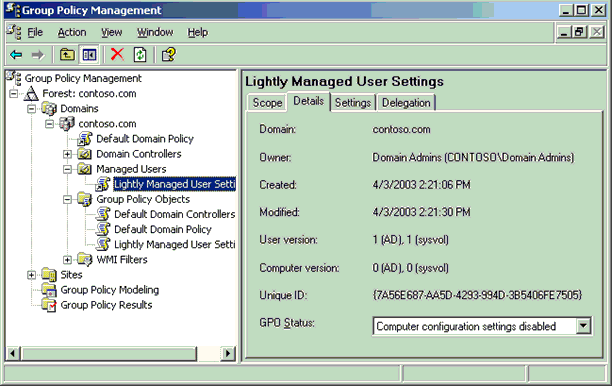 Group Policy Management
File Action View Window Help
Group Policy Management
Forest: contoso.com
Domains
contoso.com
Default Domain Policy
Domain Controllers
Managed Users
Lightly Managed User Setti
Group Policy Objects
Default Domain Controllers
Default Domain Policy
Lightly Managed User Setti
WMI Filters
Sites
Group Policy Modeling
Group Policy Results
Lightly Managed User Settings
Scope Details Settings Delegation
Domain: contoso.com
Owner: Domain Admins (CONTOSO\Domain Admins)
Created: 4/3/2003 2:21:06 PM
Modified: 4/3/2003 2:21:30 PM
User version: 1 (AD), 1 (sysvol)
Computer version: 0 (AD), 0 (sysvol)
Unique ID: {7A56E687-AA5D-4293-994D-3B5406FE7505}
GPO Status: Computer configuration settings disabled